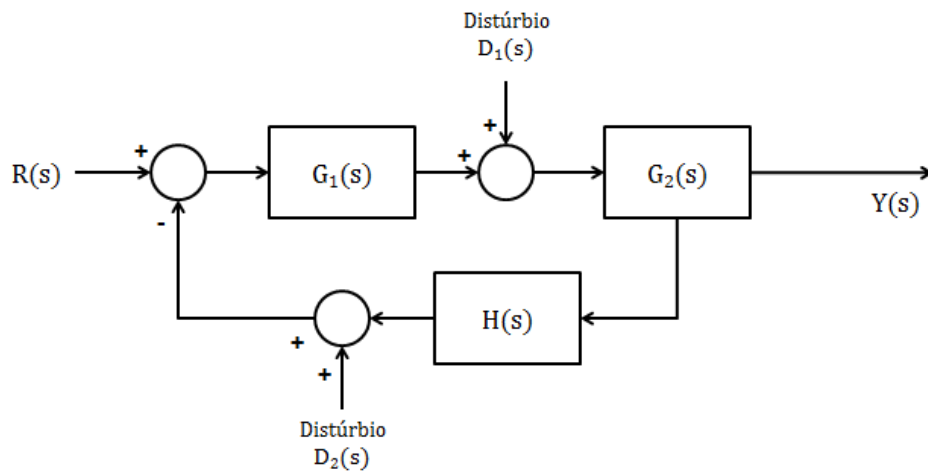 Distúrbio
D₁(s)
+
+
+
R(s)
G₁(s)
G₂(s)
Y(s)
-
H(s)
+
+
Distúrbio
D₂(s)